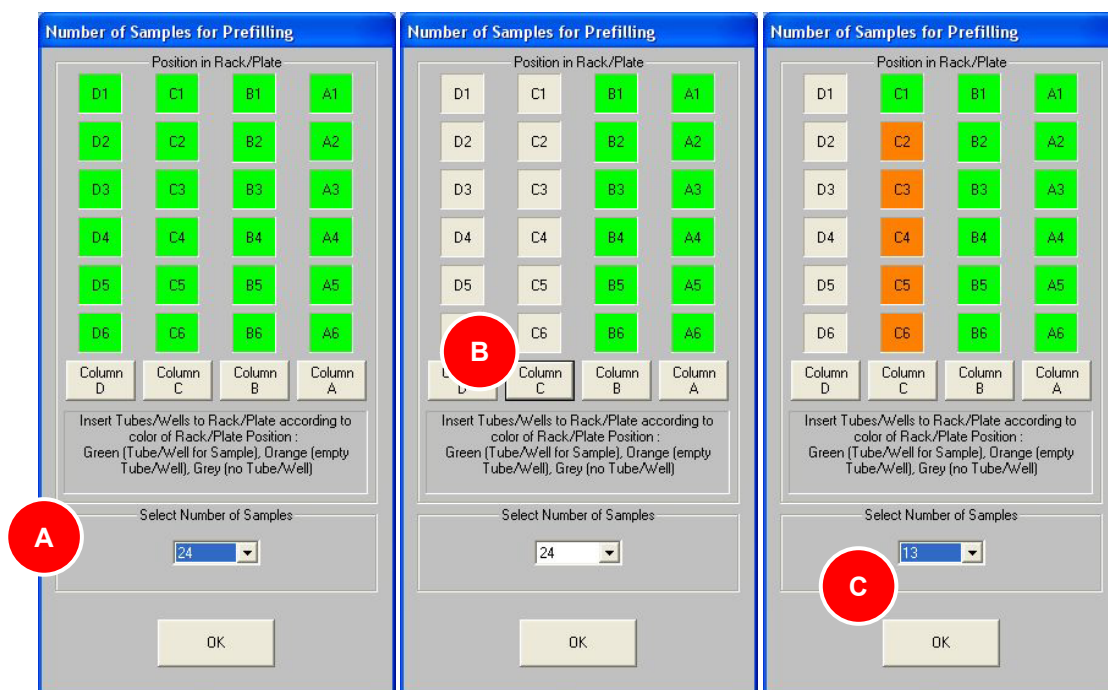 Number of Samples for Prefilling
Position in Rack/Plate
D1 C1 B1 A1
D2 C2 B2 A2
D3 C3 B3 A3
D4 C4 B4 A4
D5 C5 B5 A5
D6 C6 B6 A6
Column D Column C Column B Column A
Insert Tubes/Wells to Rack/Plate according to
color of Rack/Plate Position :
Green (Tube/Well for Sample), Orange (empty
Tube/Well), Grey (no Tube/Well)
Select Number of Samples
A
24
OK
Number of Samples for Prefilling
Position in Rack/Plate
D1 C1 B1 A1
D2 C2 B2 A2
D3 C3 B3 A3
D4 C4 B4 A4
D5 C5 B5 A5
C6 B6 A6
B
Column C Column B Column A
Insert Tubes/Wells to Rack/Plate according to
color of Rack/Plate Position :
Green (Tube/Well for Sample), Orange (empty
Tube/Well), Grey (no Tube/Well)
Select Number of Samples
24
OK
Number of Samples for Prefilling
Position in Rack/Plate
D1 C1 B1 A1
D2 C2 B2 A2
D3 C3 B3 A3
D4 C4 B4 A4
D5 C5 B5 A5
D6 C6 B6 A6
Column D Column C Column B Column A
Insert Tubes/Wells to Rack/Plate according to
color of Rack/Plate Position :
Green (Tube/Well for Sample), Orange (empty
Tube/Well), Grey (no Tube/Well)
Select Number of Samples
13
C
OK